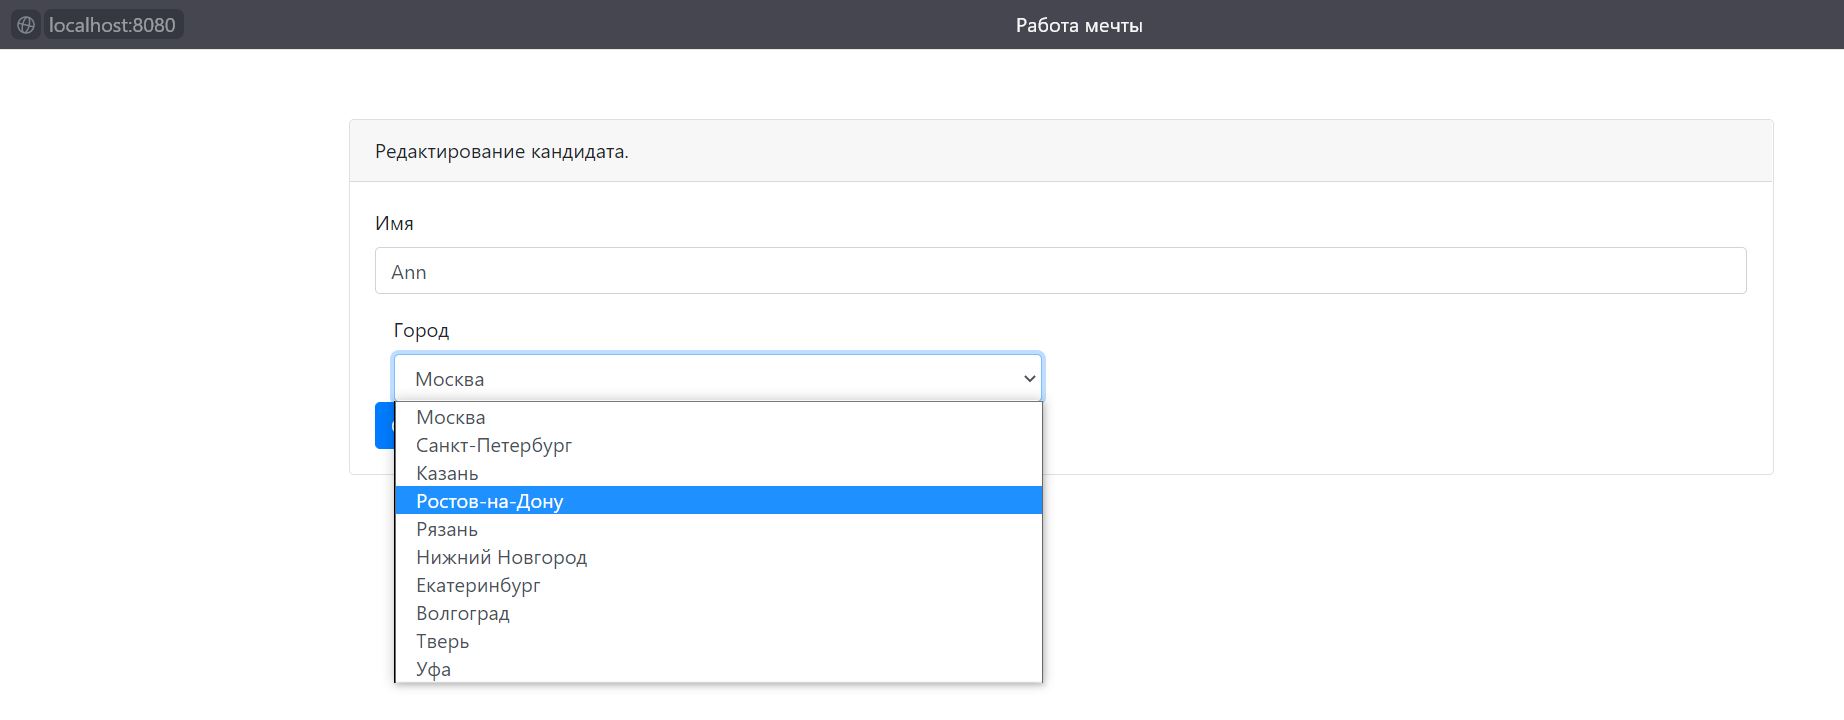 localhost:8080
Работа мечты
Редактирование кандидата.
Имя
Ann
Город
Москва
Москва
Санкт-Петербург
Казань
Ростов-на-Дону
Рязань
Нижний Новгород
Екатеринбург
Волгоград
Тверь
Уфа